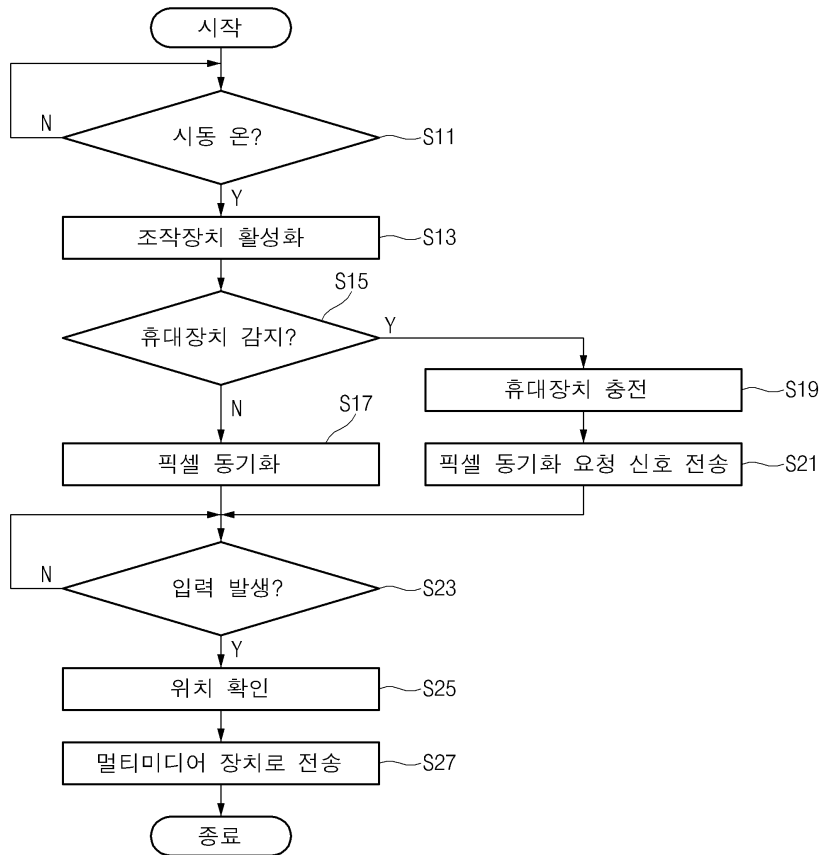 시작
N
시동 온?
S11
Y
조작장치 활성화
S13
S15
휴대장치 감지?
Y
N
휴대장치 충전
S19
S17
픽셀 동기화
픽셀 동기화 요청 신호 전송
S21
N
입력 발생?
S23
Y
위치 확인
S25
멀티미디어 장치로 전송
S27
종료